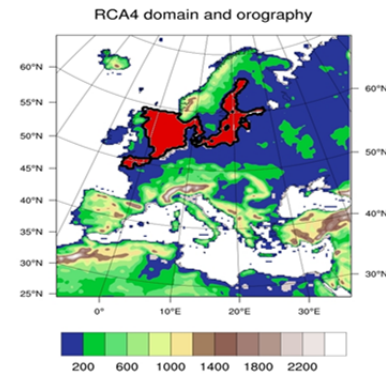 RCA4 domain and orography
60°N
55°N
50°N
45°N
40°N
35°N
30°N
25°N
60°N
50°N
40°N
30°N
0° 10°E 20°E 30°E
200 600 1000 1400 1800 2200